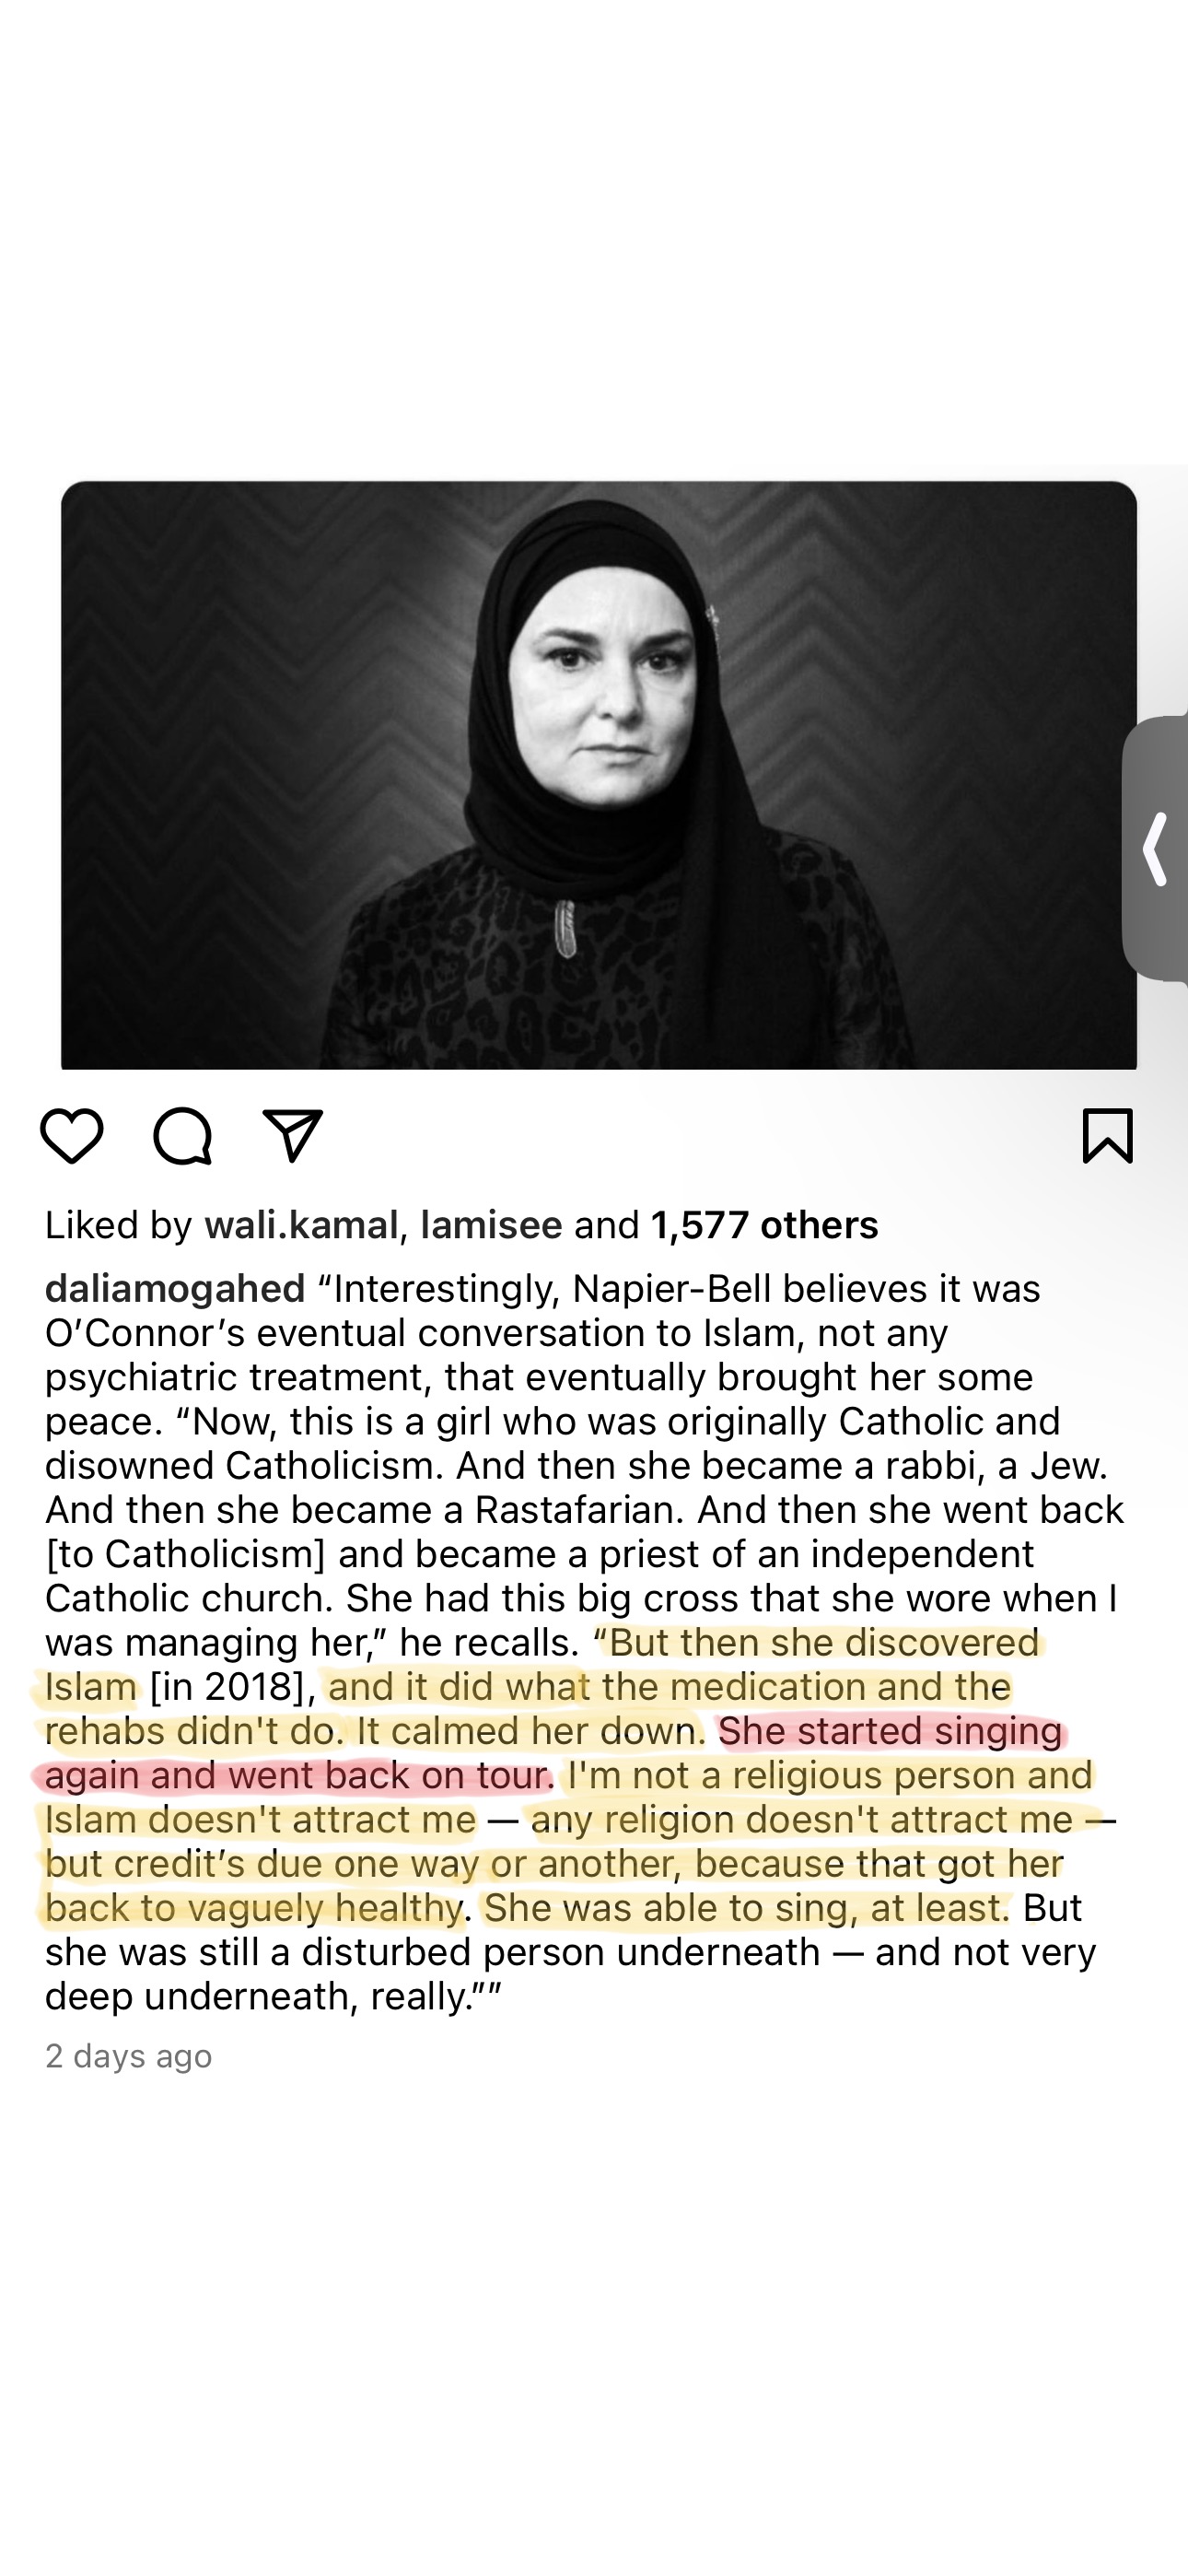 Liked by wali.kamal, lamisee and 1,577 others
daliamogahed “Interestingly, Napier-Bell believes it was
O’Connor’s eventual conversation to Islam, not any
psychiatric treatment, that eventually brought her some
peace. “Now, this is a girl who was originally Catholic and
disowned Catholicism. And then she became a rabbi, a Jew.
And then she became a Rastafarian. And then she went back
[to Catholicism] and became a priest of an independent
Catholic church. She had this big cross that she wore when I
was managing her,” he recalls. “But then she discovered
Islam [in 2018], and it did what the medication and the
rehabs didn't do. It calmed her down. She started singing
again and went back on tour. I'm not a religious person and
Islam doesn't attract me — any religion doesn't attract me —
but credit’s due one way or another, because that got her
back to vaguely healthy. She was able to sing, at least. But
she was still a disturbed person underneath — and not very
deep underneath, really.””
2 days ago